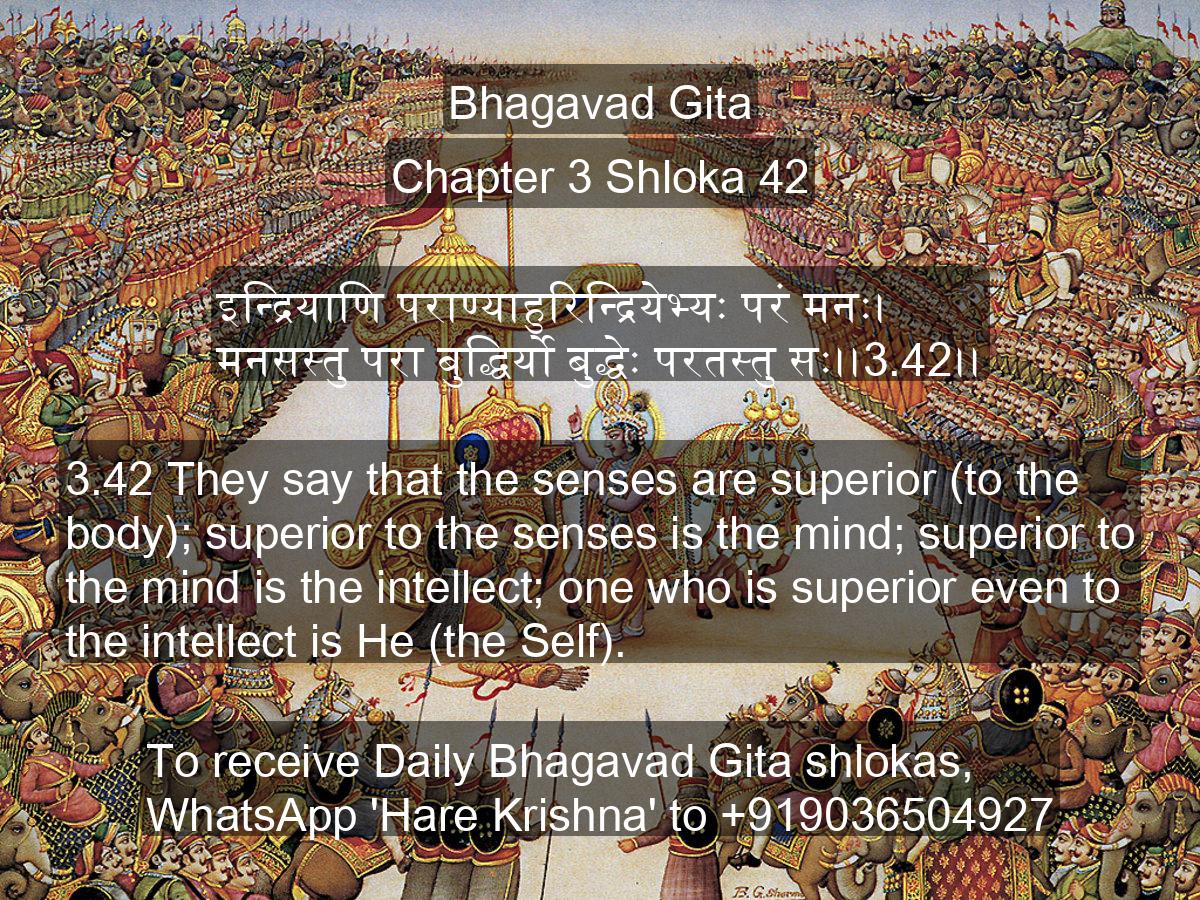 Bhagavad Gita
Chapter 3 Shloka 42
इन्द्रियाणि पराण्याहुरिन्द्रियेभ्यः परं मनः।
मनसस्तु परा बुद्धिर्यो बुद्धेः परतस्तु सः।।3.42।।
3.42 They say that the senses are superior (to the
body); superior to the senses is the mind; superior to
the mind is the intellect; one who is superior even to
the intellect is He (the Self).
To receive Daily Bhagavad Gita shlokas,
WhatsApp 'Hare Krishna' to +919036504927
B.G. Sharma